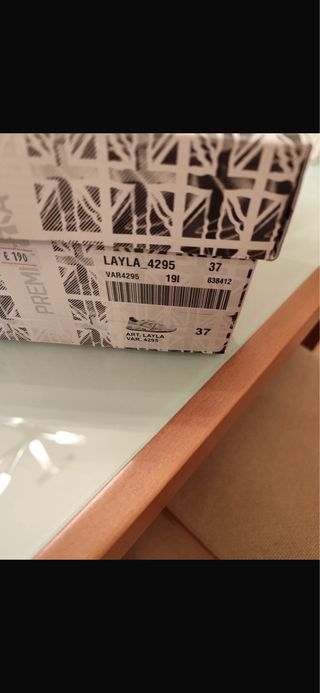 € 190
PREMI
LAYLA_4295 37
VAR4295 19I 838412
37
ART. LAYLA
VAR. 4295